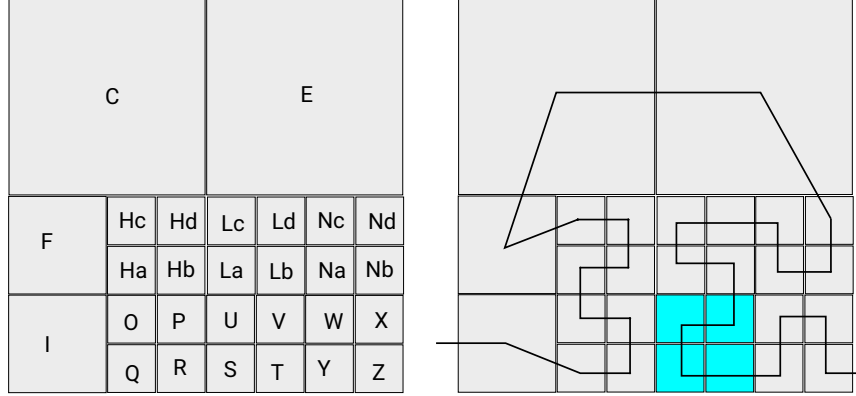 C E
Hc Hd Lc Ld Nc Nd
F
Ha Hb La Lb Na Nb
O P U V W X
I
Q R S T Y Z